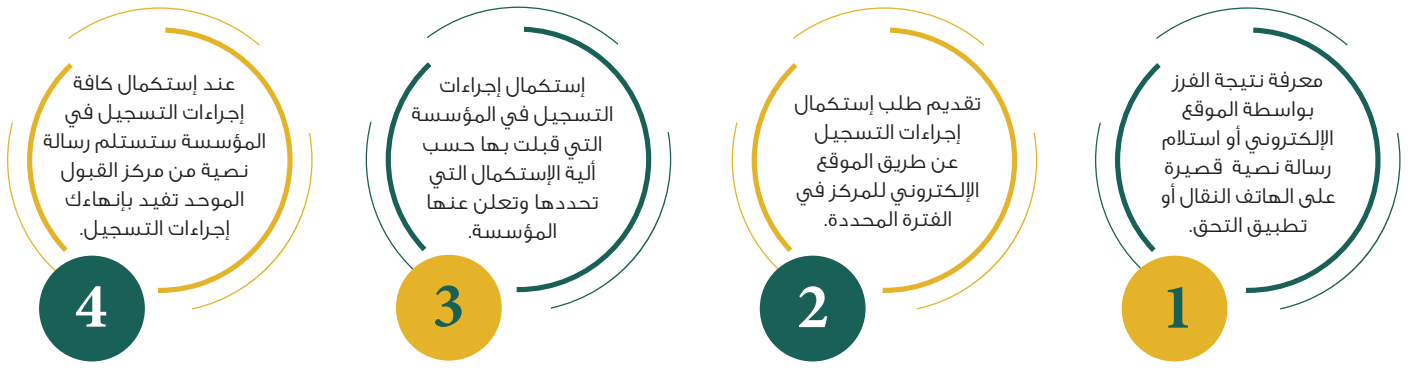 معرفة نتيجة الفرز
بواسطة الموقع
الإلكتروني أو استلام
رسالة نصية قصيرة
على الهاتف النقال أو
تطبيق التحق.
1
تقديم طلب إستكمال
إجراءات التسجيل
عن طريق الموقع
الإلكتروني للمركز في
الفترة المحددة.
2
إستكمال إجراءات
التسجيل في المؤسسة
التي قبلت بها حسب
ألية الإستكمال التي
تحددها وتعلن عنها
المؤسسة.
3
عند إستكمال كافة
إجراءات التسجيل في
المؤسسة ستستلم رسالة
نصية من مركز القبول
الموحد تفيد بإنهاءك
إجراءات التسجيل.
4